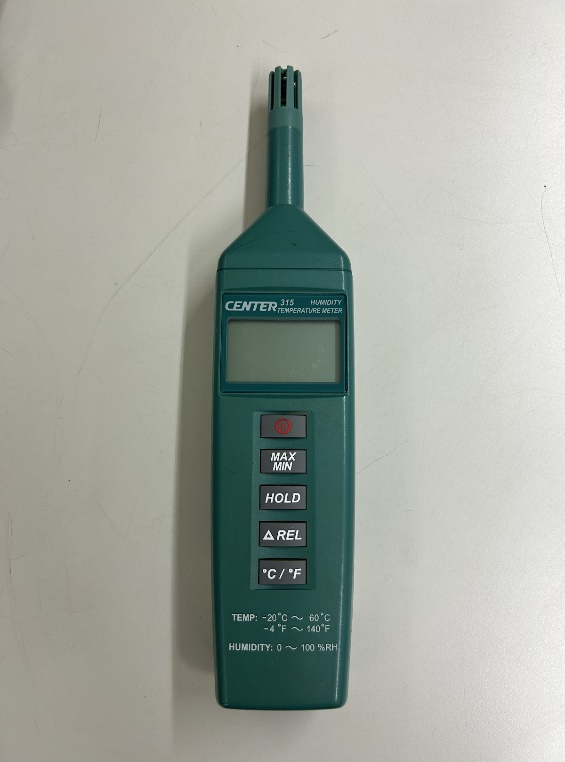 CENTER 315 HUMIDITY
TEMPERATURE METER
MAX
MIN
HOLD
△ REL
°C / °F
TEMP: -20°C ~ 60°C
-4°F ~ 140°F
HUMIDITY: 0 ~ 100 %RH